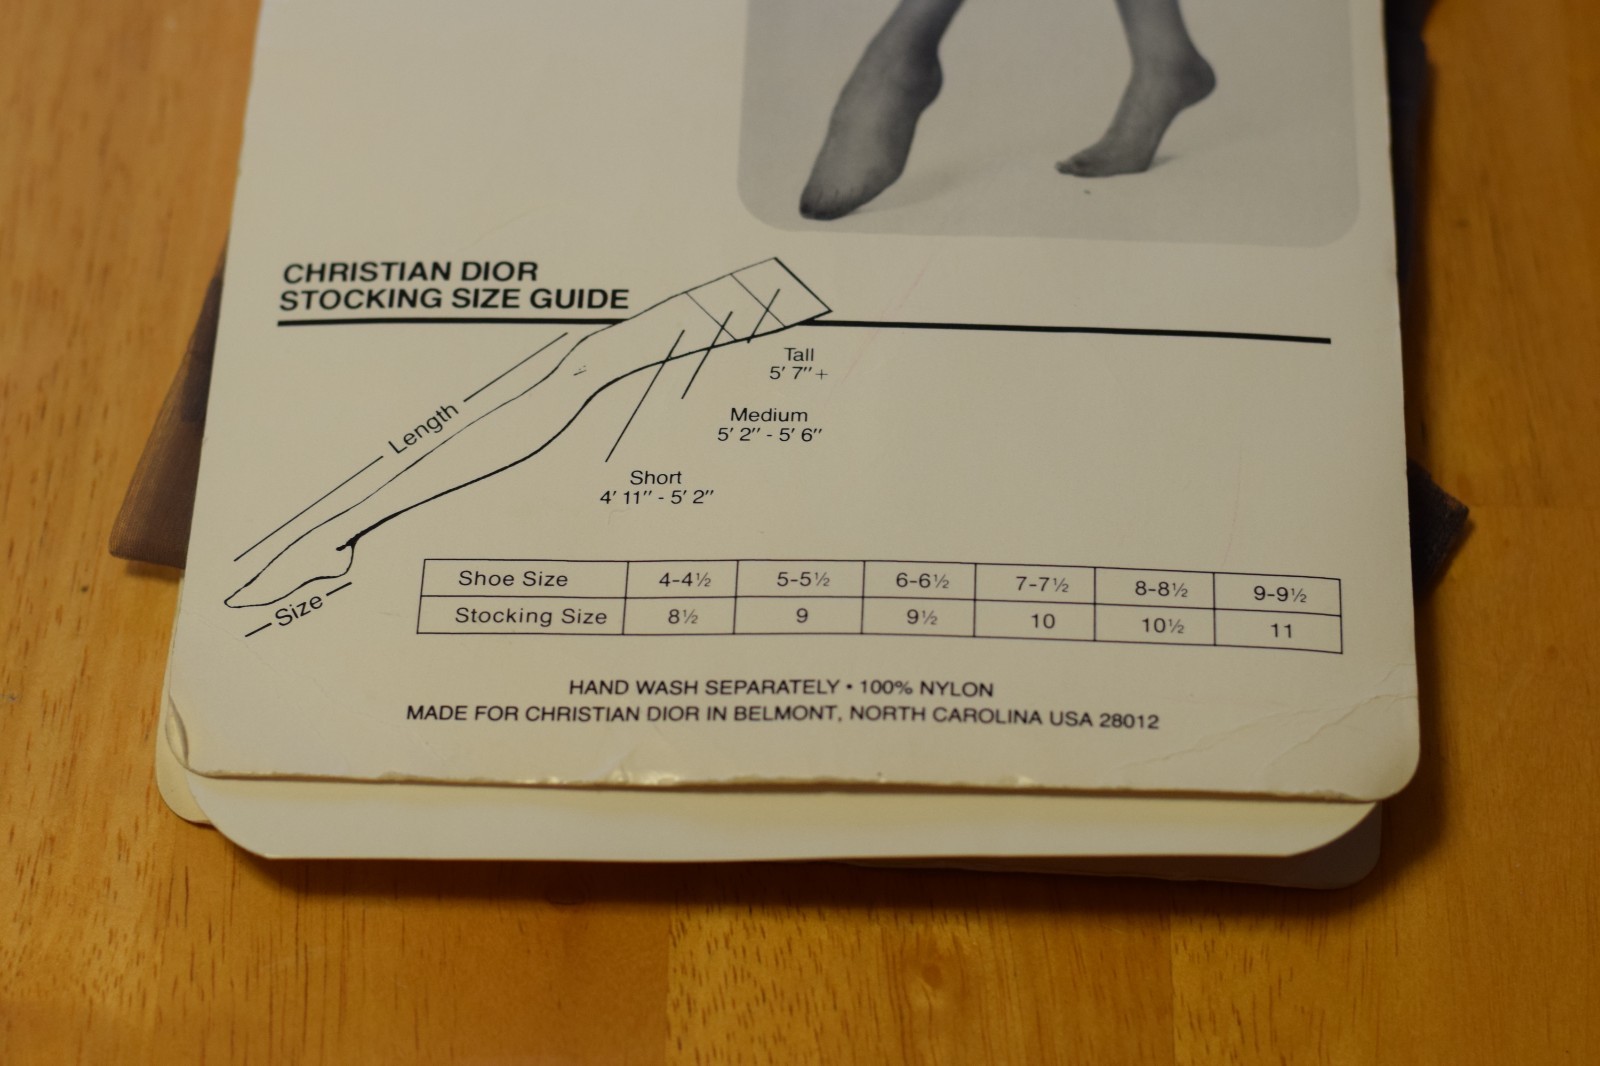 CHRISTIAN DIOR
STOCKING SIZE GUIDE
Length
Size
Tall
5' 7" +
Medium
5' 2" - 5' 6"
Short
4' 11" - 5' 2"
Shoe Size 4-4½ 5-5½ 6-6½ 7-7½ 8-8½ 9-9½
Stocking Size 8½ 9 9½ 10 10½ 11
HAND WASH SEPARATELY • 100% NYLON
MADE FOR CHRISTIAN DIOR IN BELMONT, NORTH CAROLINA USA 28012